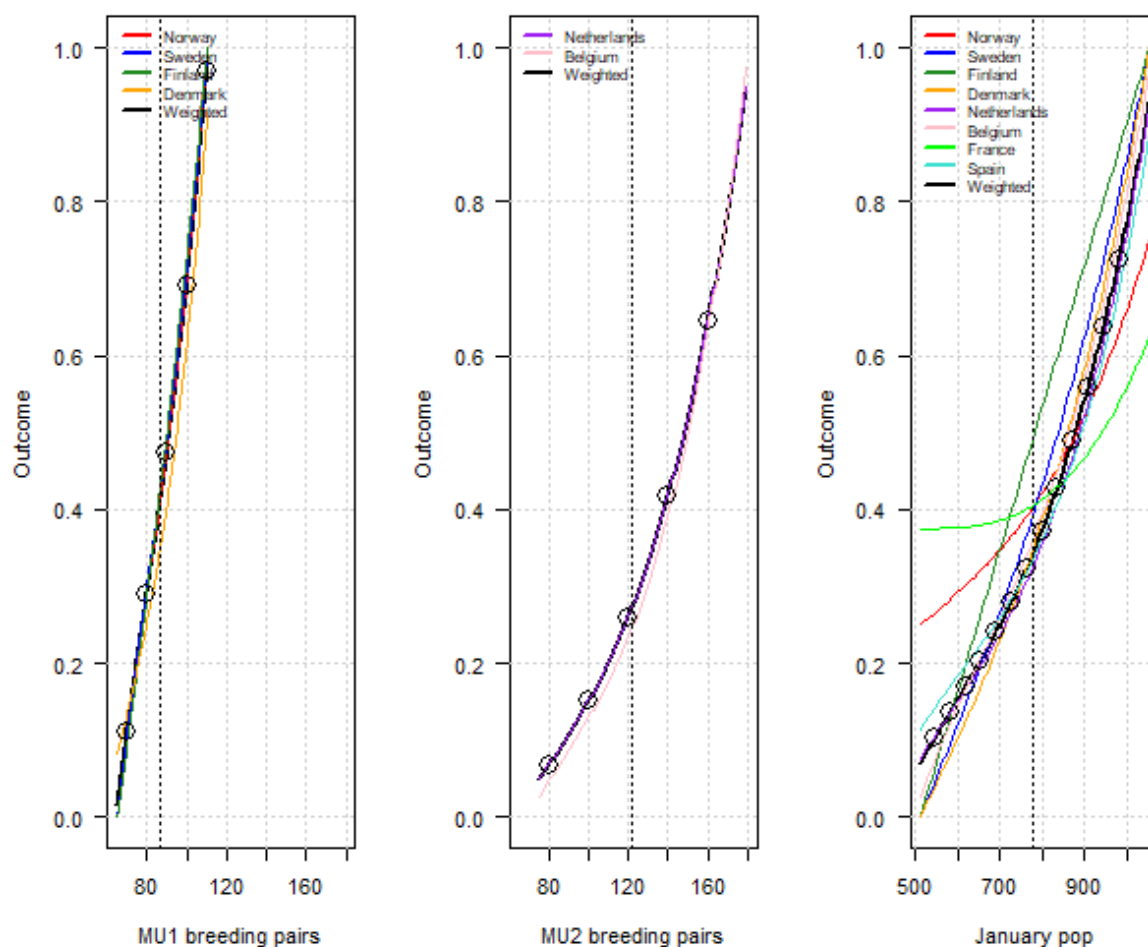 Norway
Sweden
Finland
Denmark
Weighted
1.0
0.8
0.6
0.4
0.2
0.0
Outcome
80
120
160
MU1 breeding pairs
Netherlands
Belgium
Weighted
1.0
0.8
0.6
0.4
0.2
0.0
Outcome
80
120
160
MU2 breeding pairs
Norway
Sweden
Finland
Denmark
Netherlands
Belgium
France
Spain
Weighted
1.0
0.8
0.6
0.4
0.2
0.0
Outcome
500
700
900
January pop